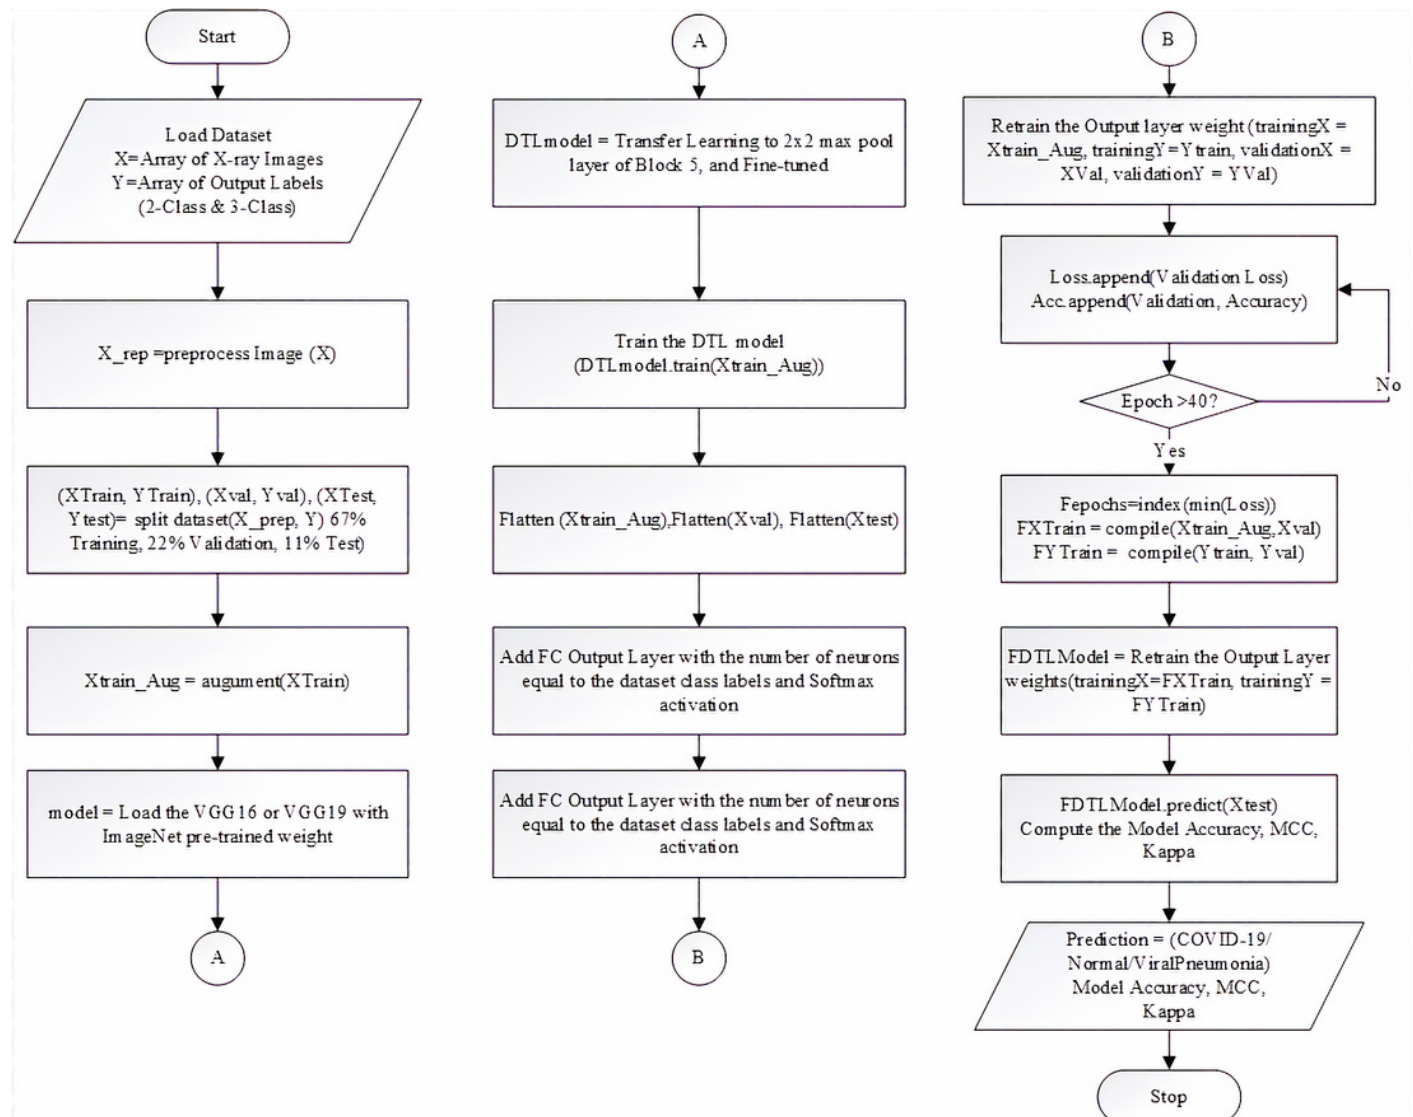 Start
Load Dataset
X=Array of X-ray Images
Y=Array of Output Labels
(2-Class & 3-Class)
X_rep =preprocess Image (X)
(XTrain, YTrain), (Xval, Yval), (XTest,
Ytest)= split dataset(X_prep, Y) 67%
Training, 22% Validation, 11% Test)
Xtrain_Aug = augument(XTrain)
model = Load the VGG16 or VGG19 with
ImageNet pre-trained weight
A
A
DTLmodel = Transfer Learning to 2x2 max pool
layer of Block 5, and Fine-tuned
Train the DTL model
(DTLmodel.train(Xtrain_Aug))
Flatten (Xtrain_Aug),Flatten(Xval), Flatten(Xtest)
Add FC Output Layer with the number of neurons
equal to the dataset class labels and Softmax
activation
Add FC Output Layer with the number of neurons
equal to the dataset class labels and Softmax
activation
B
B
Retrain the Output layer weight (trainingX =
Xtrain_Aug, trainingY=Ytrain, validationX =
XVal, validationY = YVal)
Loss.append(Validation Loss)
Acc.append(Validation, Accuracy)
Epoch >40?
No
Yes
Fepochs=index(min(Loss))
FXTrain = compile(Xtrain_Aug,Xval)
FYTrain = compile(Ytrain, Yval)
FDTLModel = Retrain the Output Layer
weights(trainingX=FXTrain, trainingY =
FYTrain)
FDTLModel.predict(Xtest)
Compute the Model Accuracy, MCC,
Kappa
Prediction = (COVID-19/
Normal/ViralPneumonia)
Model Accuracy, MCC,
Kappa
Stop